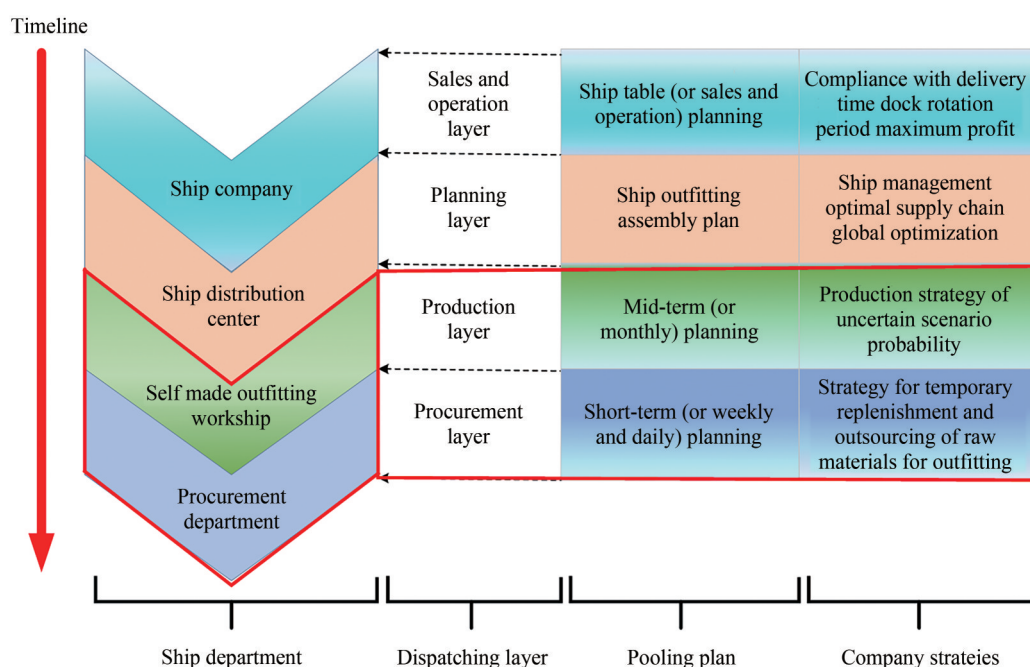 Timeline
Ship company
Ship distribution
center
Self made outfitting
workship
Procurement
department
Sales and
operation
layer
Planning
layer
Production
layer
Procurement
layer
Ship table (or sales and
operation) planning
Ship outfitting
assembly plan
Mid-term (or
monthly) planning
Short-term (or weekly
and daily) planning
Compliance with delivery
time dock rotation
period maximum profit
Ship management
optimal supply chain
global optimization
Production strategy of
uncertain scenario
probability
Strategy for temporary
replenishment and
outsourcing of raw
materials for outfitting
Ship department
Dispatching layer
Pooling plan
Company strateies